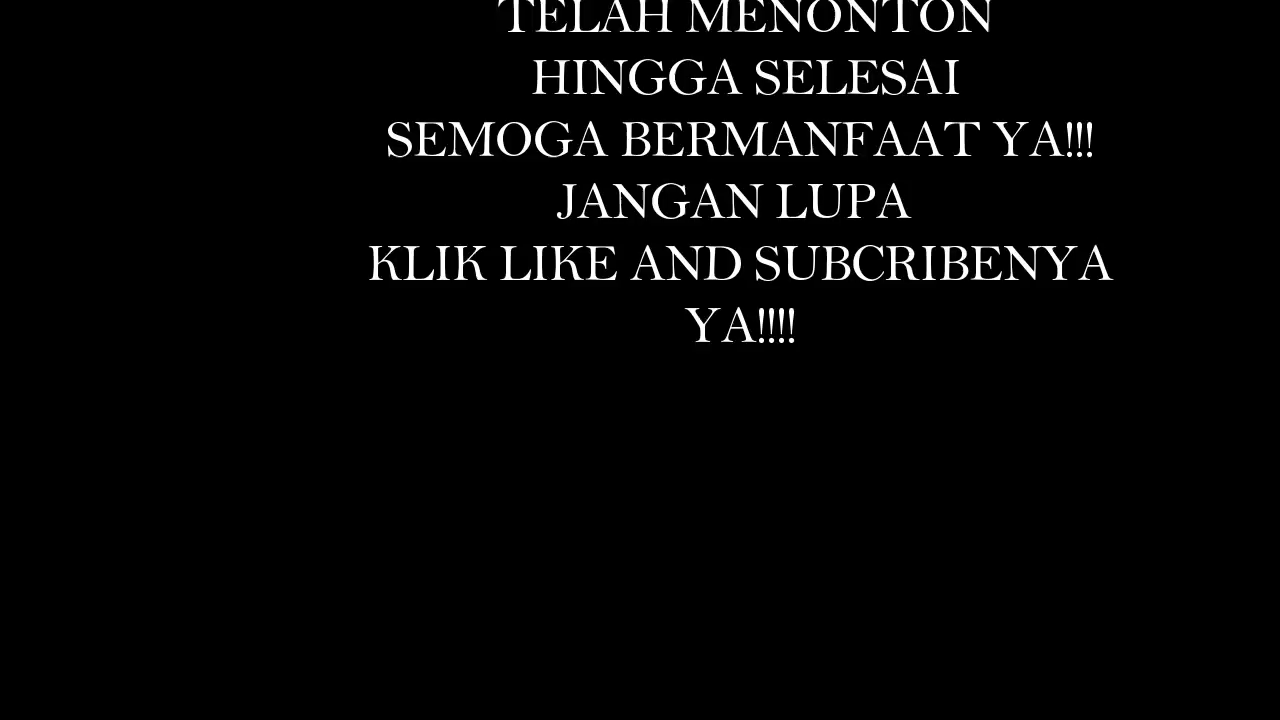 TELAH MENONTON
HINGGA SELESAI
SEMOGA BERMANFAAT YA!!!
JANGAN LUPA
KLIK LIKE AND SUBCRIBENYA
YA!!!!